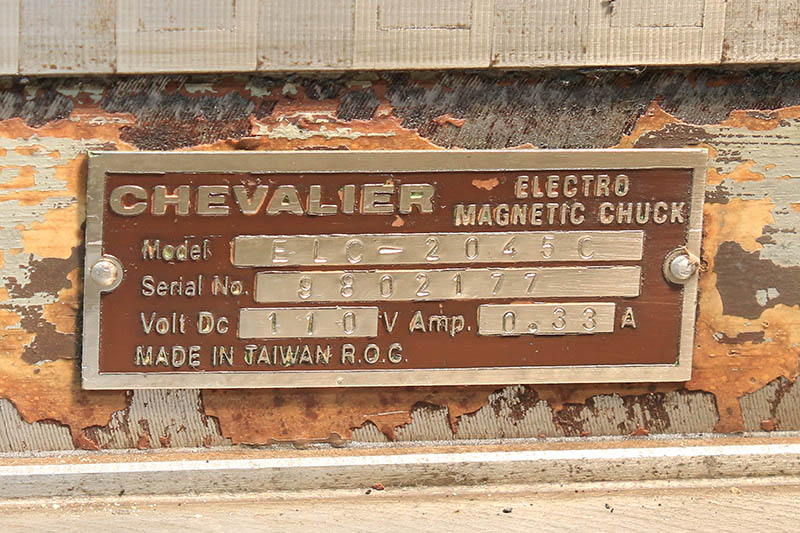 CHEVALIER ELECTRO
MAGNETIC CHUCK
Model ELC-2045C
Serial No. 9802177
Volt Dc 110 V Amp. 0.33 A
MADE IN TAIWAN R.O.C.